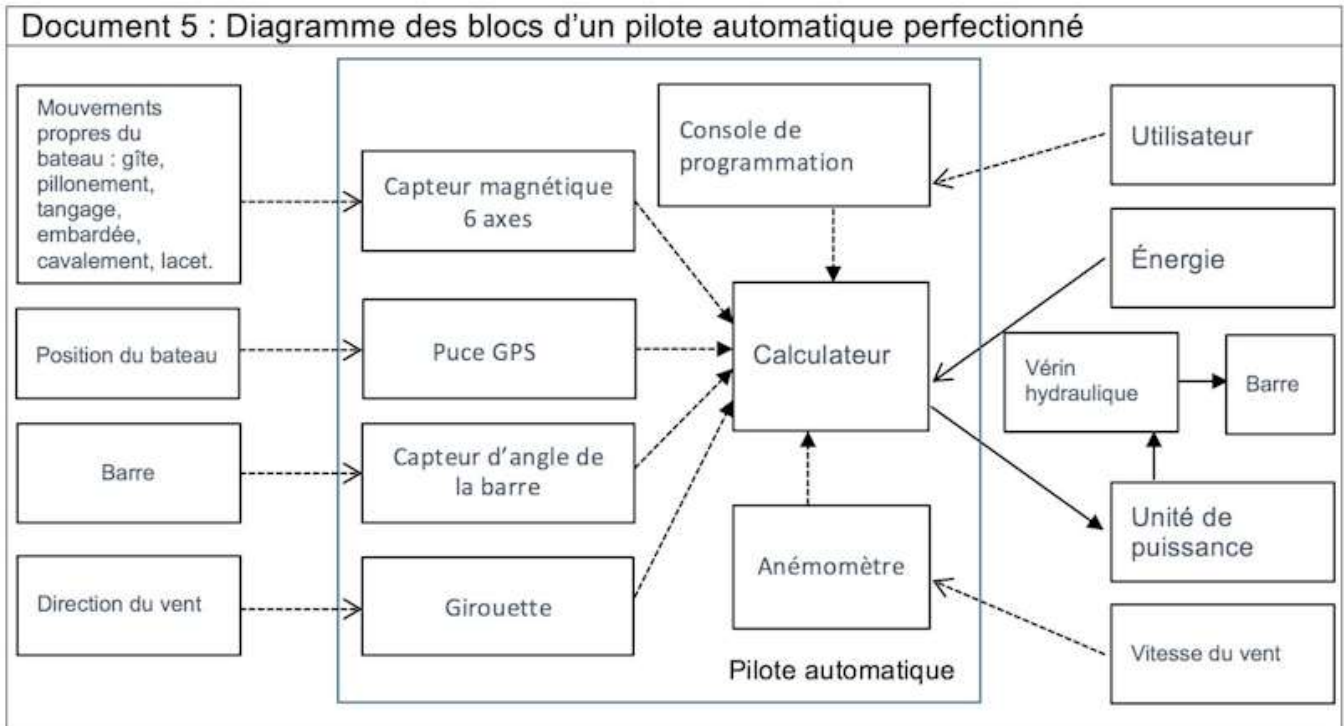 Document 5 : Diagramme des blocs d'un pilote automatique perfectionné
Mouvements
propres du
bateau : gîte,
pillonement,
tangage,
embardée,
cavalement, lacet.
Capteur magnétique
6 axes
Console de
programmation
Utilisateur
Énergie
Position du bateau
Puce GPS
Calculateur
Vérin
hydraulique
Barre
Barre
Capteur d'angle de
la barre
Unité de
puissance
Direction du vent
Girouette
Anémomètre
Vitesse du vent
Pilote automatique